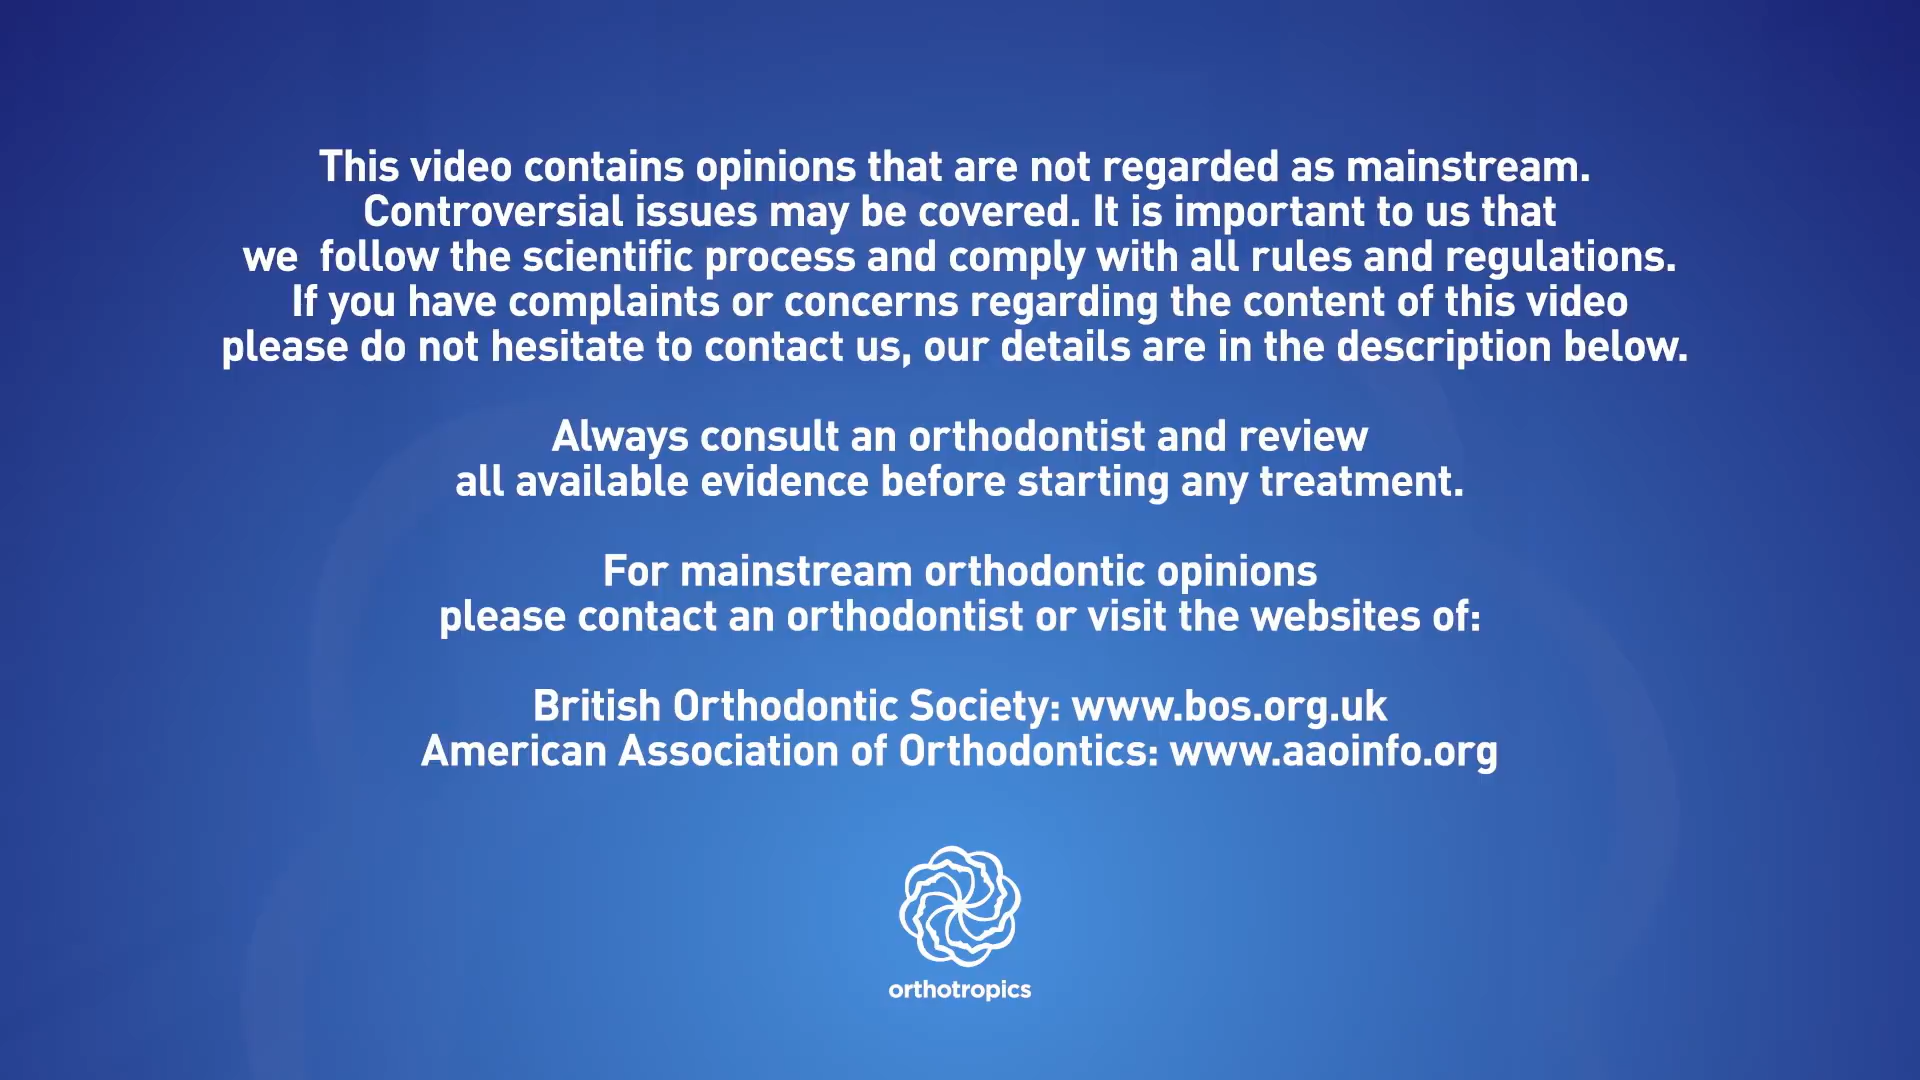 This video contains opinions that are not regarded as mainstream.
Controversial issues may be covered. It is important to us that
we  follow the scientific process and comply with all rules and regulations.
If you have complaints or concerns regarding the content of this video
please do not hesitate to contact us, our details are in the description below.
Always consult an orthodontist and review
all available evidence before starting any treatment.
For mainstream orthodontic opinions
please contact an orthodontist or visit the websites of:
British Orthodontic Society: www.bos.org.uk
American Association of Orthodontics: www.aaoinfo.org
orthotropics